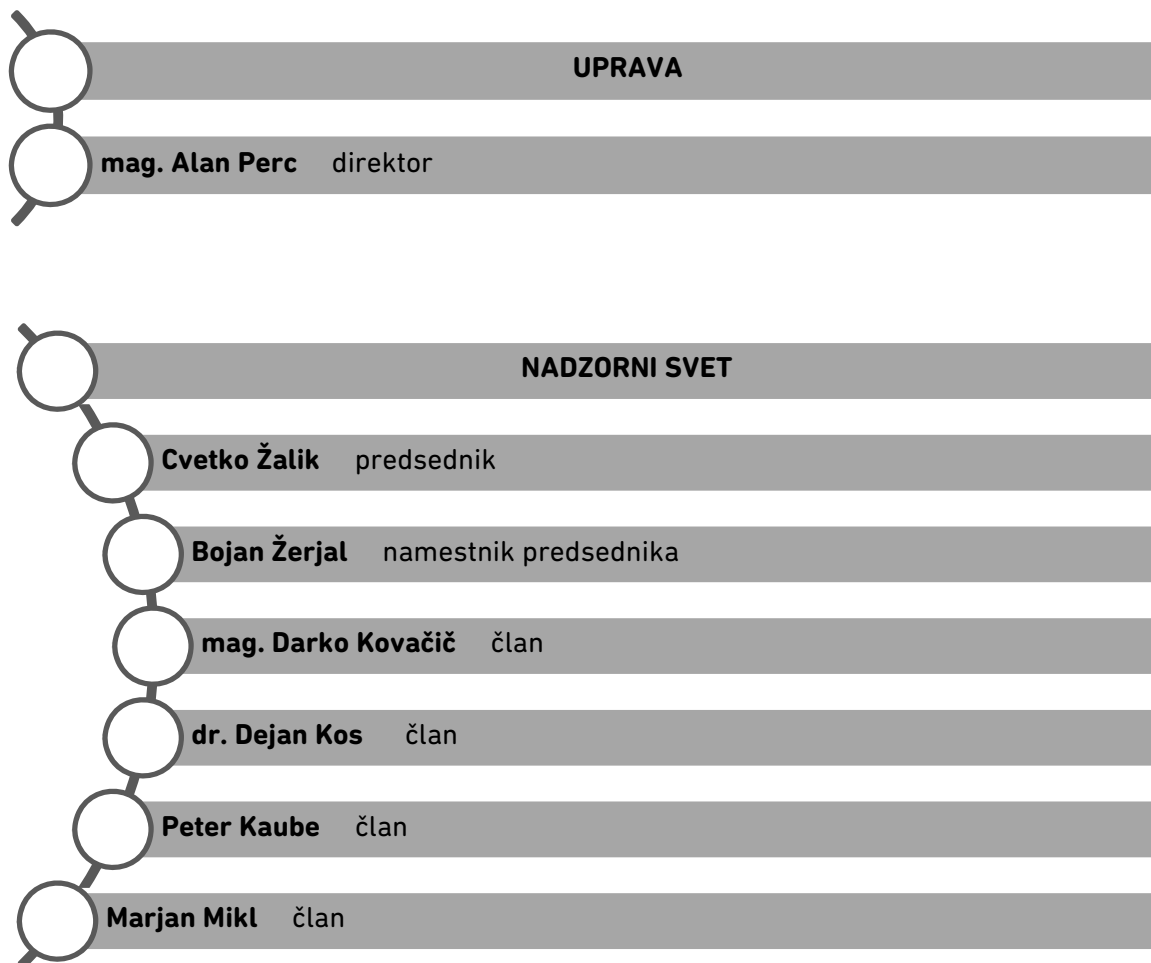 UPRAVA
mag. Alan Perc direktor
NADZORNI SVET
Cvetko Žalik predsednik
Bojan Žerjal namestnik predsednika
mag. Darko Kovačič član
dr. Dejan Kos član
Peter Kaube član
Marjan Mikl član